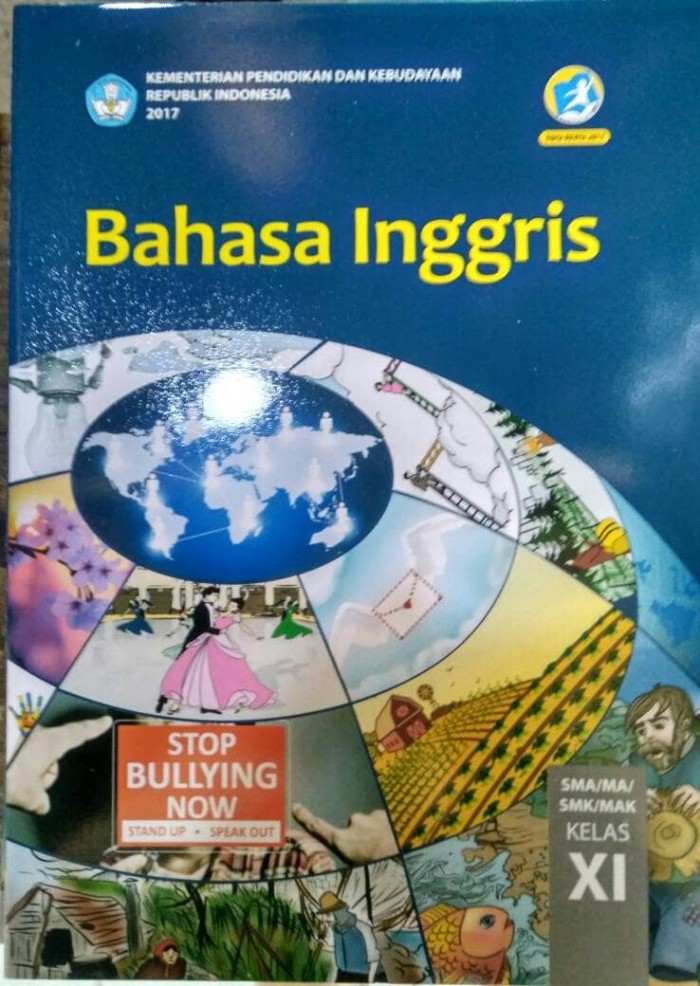 KEMENTERIAN PENDIDIKAN DAN KEBUDAYAAN
REPUBLIK INDONESIA
2017
Bahasa Inggris
STOP
BULLYING
NOW
STAND UP • SPEAK OUT
SMA/MA/
SMK/MAK
KELAS
XI